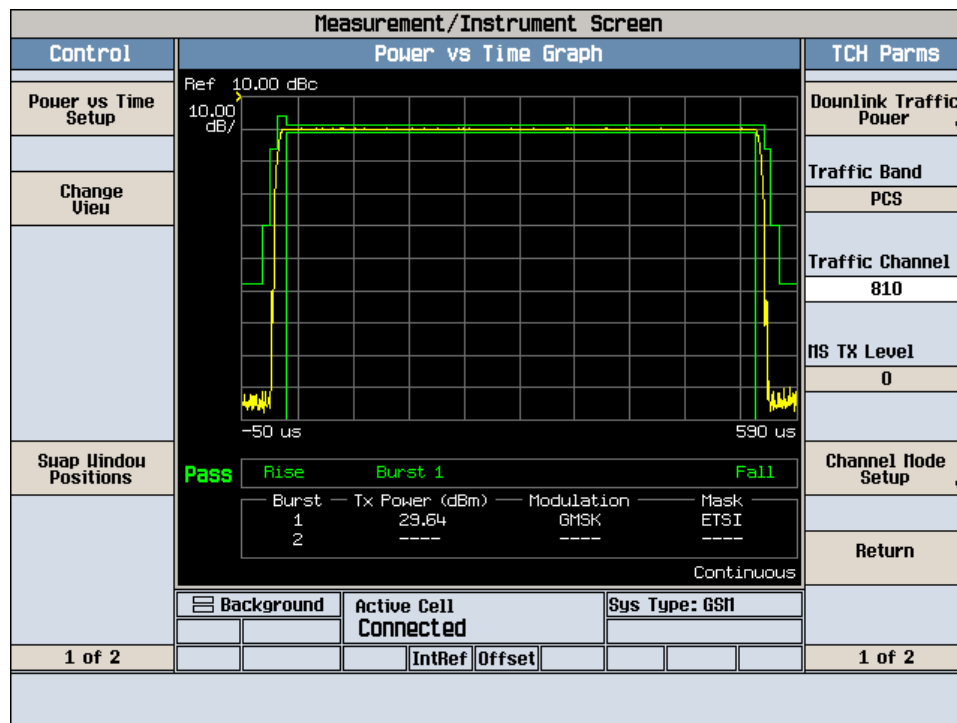 Measurement/Instrument Screen
Control
Power vs Time Graph
TCH Parms
Power vs Time
Setup
Change
View
Swap Window
Positions
1 of 2
Ref 10.00 dBc
10.00
dB/
-50 us
590 us
Pass
Rise
Burst 1
Fall
Burst Tx Power (dBm) Modulation Mask
1 29.64 GMSK ETSI
2 ---- ---- ----
Continuous
Background
Active Cell
Connected
Sys Type: GSM
IntRef
Offset
Downlink Traffic
Power
Traffic Band
PCS
Traffic Channel
810
MS TX Level
0
Channel Mode
Setup
Return
1 of 2